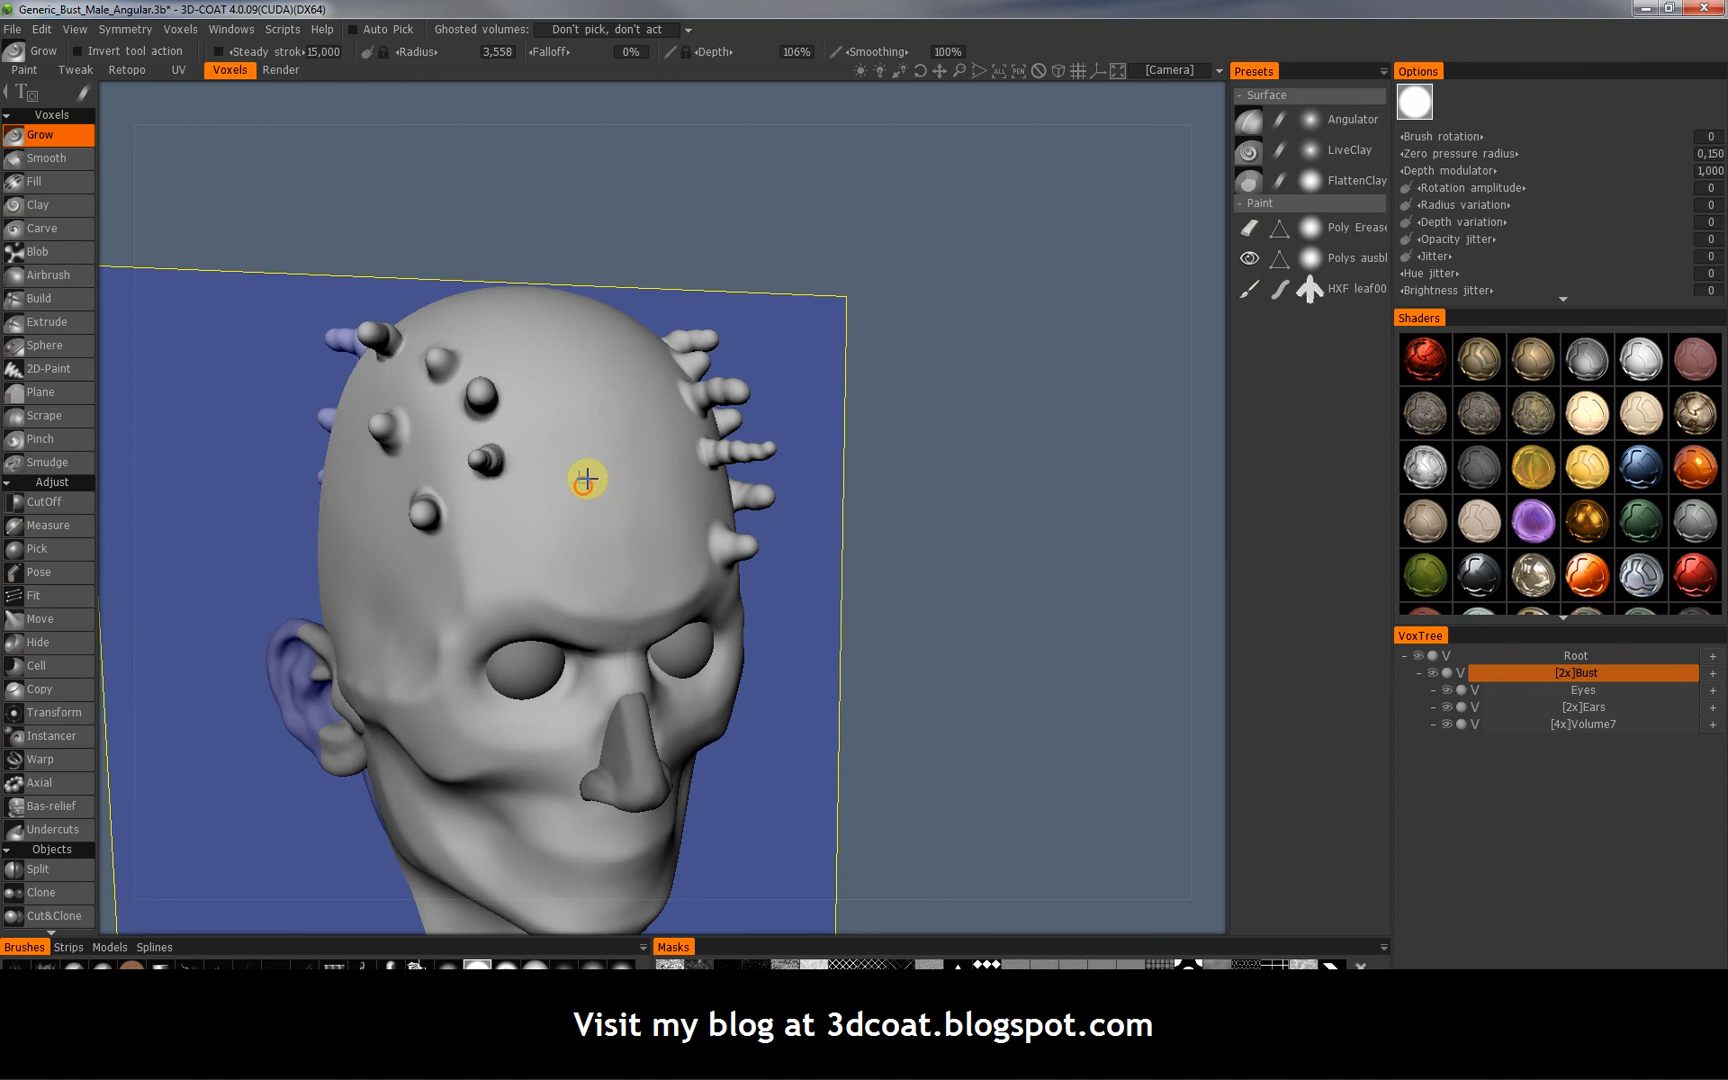 Generic_Bust_Male_Angular.3b* - 3D-COAT 4.0.09(CUDA)(DX64)
File Edit View Symmetry Voxels Windows Scripts Help Auto Pick Ghosted volumes: Don't pick, don't act
Grow Invert tool action Steady strok 15,000 Radius 3,558 Falloff 0% Depth 106% Smoothing 100%
Paint Tweak Retopo UV Voxels Render [Camera]
Voxels
Grow
Smooth
Fill
Clay
Carve
Blob
Airbrush
Build
Extrude
Sphere
2D-Paint
Plane
Scrape
Pinch
Smudge
Adjust
CutOff
Measure
Pick
Pose
Fit
Move
Hide
Cell
Copy
Transform
Instancer
Warp
Axial
Bas-relief
Undercuts
Objects
Split
Clone
Cut&Clone
Brushes Strips Models Splines
Masks
Presets
- Surface
Angulator
LiveClay
FlattenClay
- Paint
Poly Erase
Polys ausbl
HXF leaf00
Options
Brush rotation 0
Zero pressure radius 0,150
Depth modulator 1,000
Rotation amplitude 0
Radius variation 0
Depth variation 0
Opacity jitter 0
Jitter 0
Hue jitter 0
Brightness jitter 0
Shaders
VoxTree
- V Root +
- V [2x]Bust +
- V Eyes +
- V [2x]Ears +
- V [4x]Volume7 +
Visit my blog at 3dcoat.blogspot.com